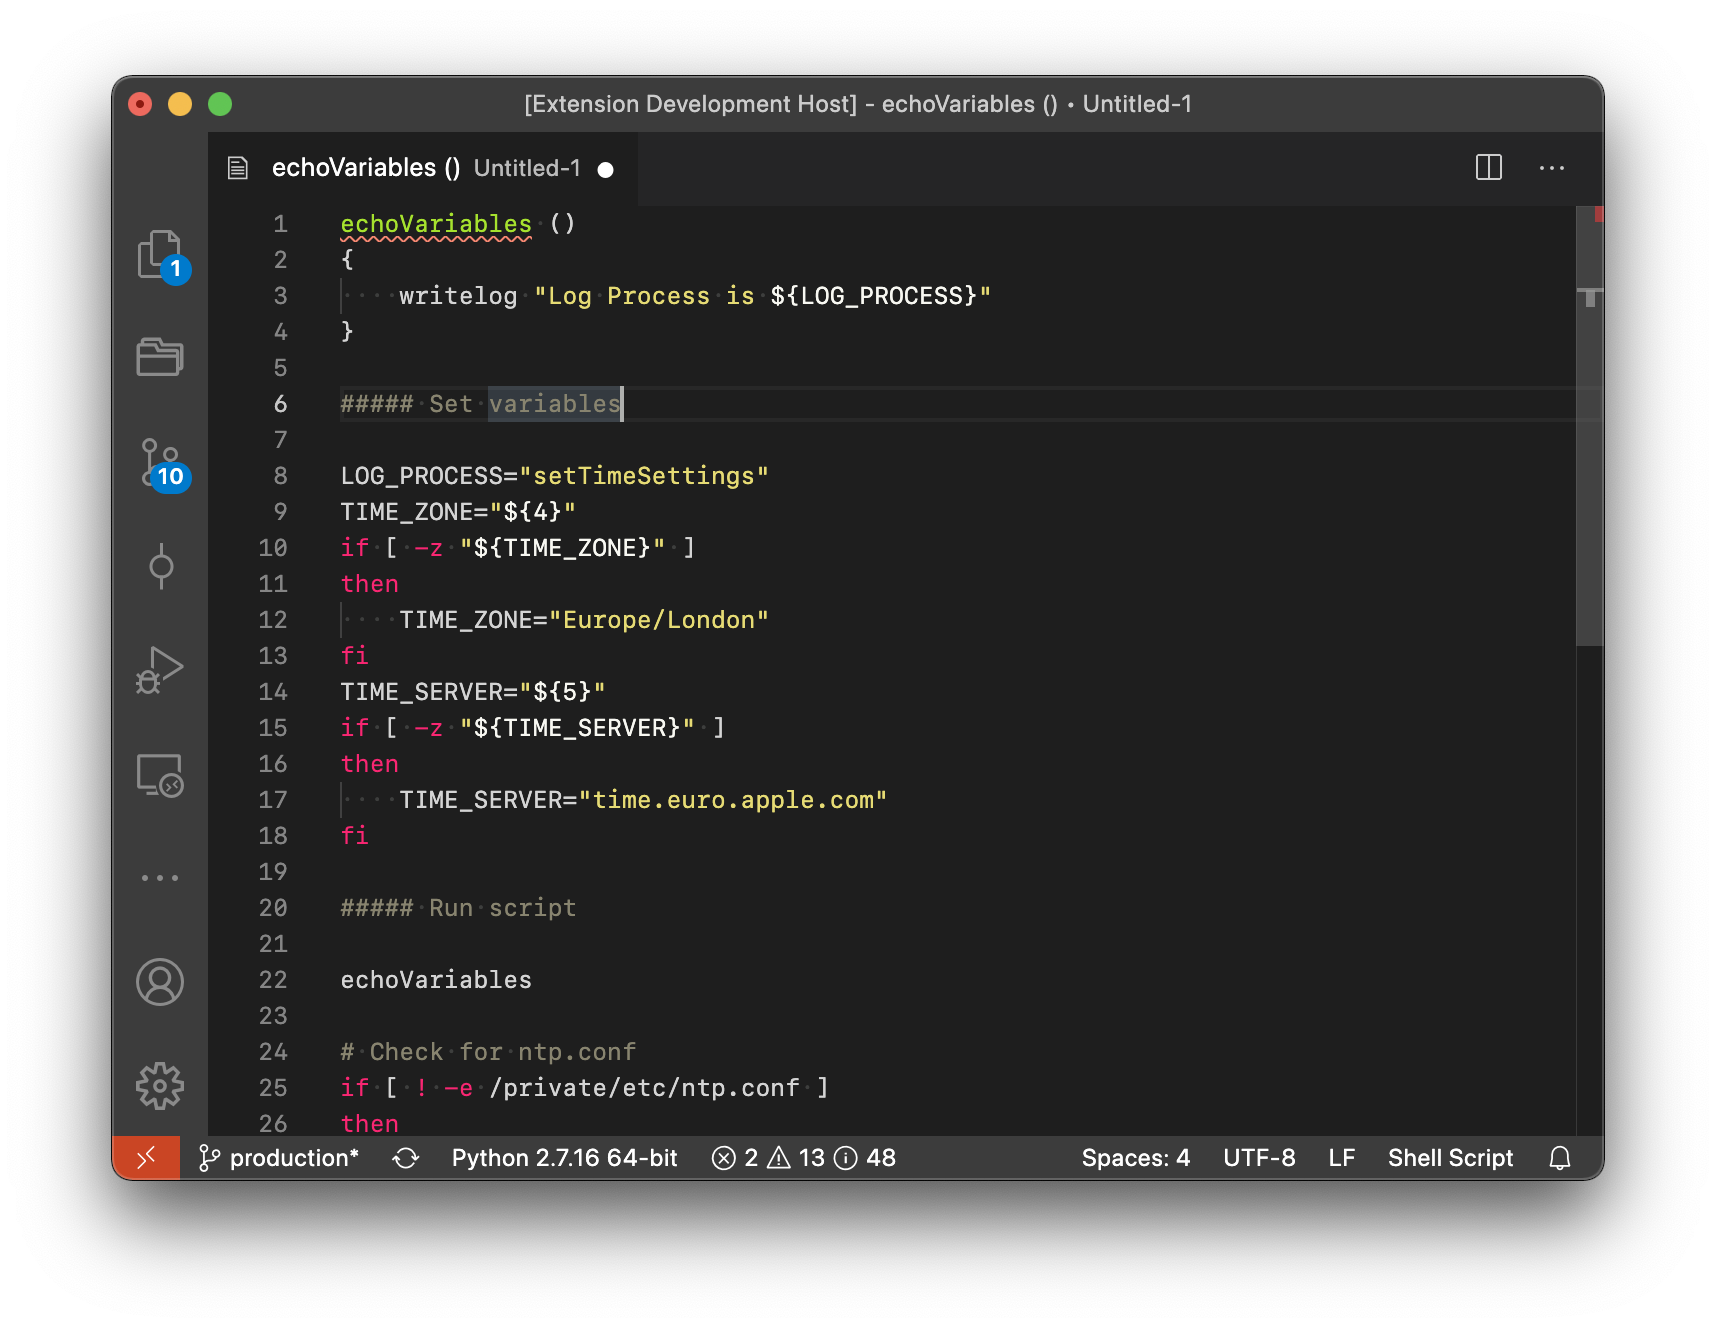 [Extension Development Host] - echoVariables () • Untitled-1
echoVariables () Untitled-1 ●
1 echoVariables ()
2 {
3     writelog "Log Process is ${LOG_PROCESS}"
4 }
5
6 ##### Set variables
7
8 LOG_PROCESS="setTimeSettings"
9 TIME_ZONE="${4}"
10 if [ -z "${TIME_ZONE}" ]
11 then
12     TIME_ZONE="Europe/London"
13 fi
14 TIME_SERVER="${5}"
15 if [ -z "${TIME_SERVER}" ]
16 then
17     TIME_SERVER="time.euro.apple.com"
18 fi
19
20 ##### Run script
21
22 echoVariables
23
24 # Check for ntp.conf
25 if [ ! -e /private/etc/ntp.conf ]
26 then
1
10
production* Python 2.7.16 64-bit 2 13 48 Spaces: 4 UTF-8 LF Shell Script